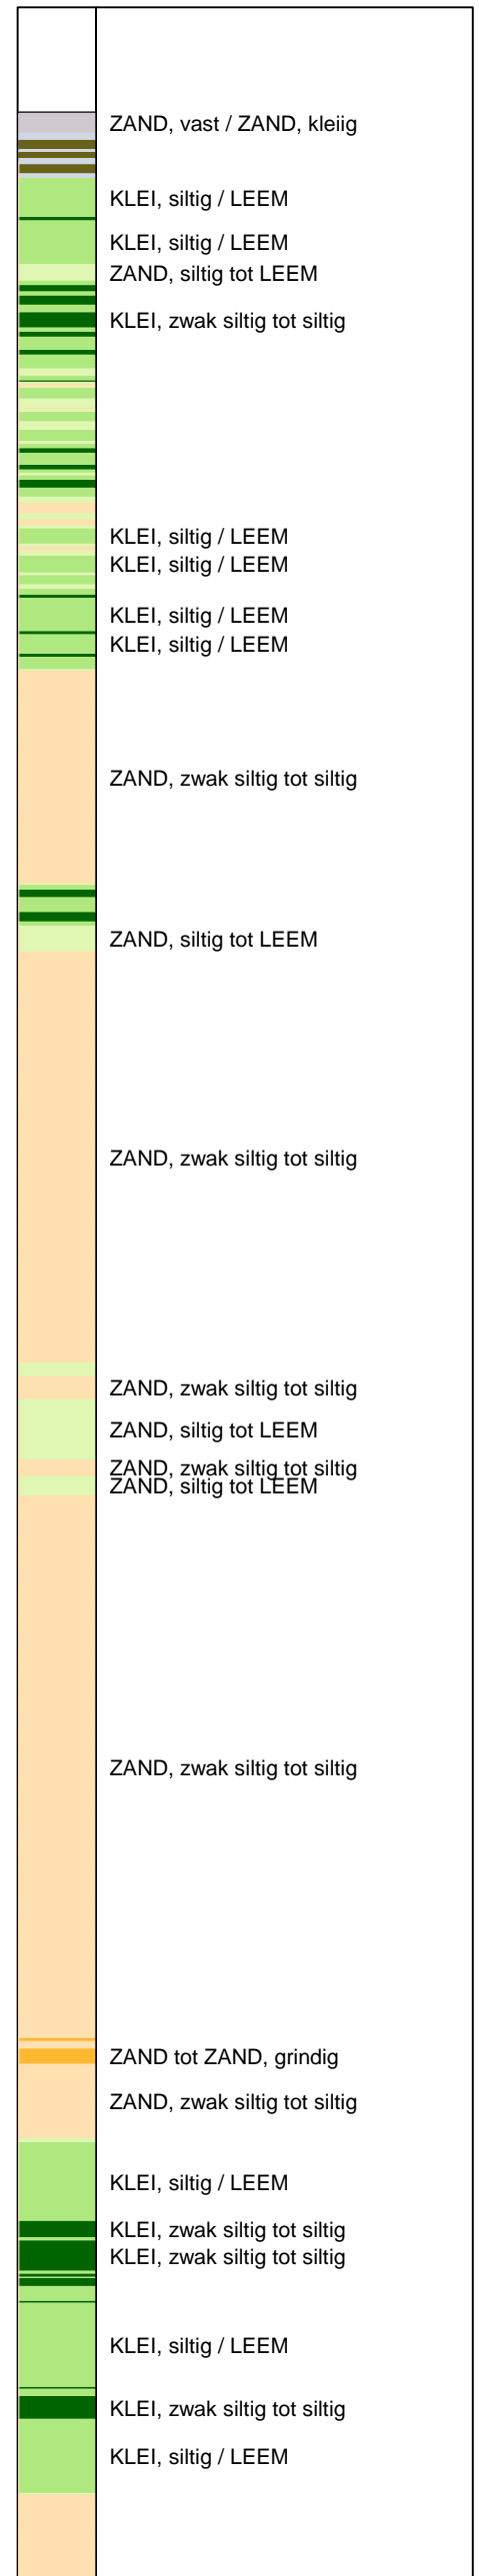 ZAND, vast / ZAND, kleiig
KLEI, siltig / LEEM
KLEI, siltig / LEEM
ZAND, siltig tot LEEM
KLEI, zwak siltig tot siltig
KLEI, siltig / LEEM
KLEI, siltig / LEEM
KLEI, siltig / LEEM
KLEI, siltig / LEEM
ZAND, zwak siltig tot siltig
ZAND, siltig tot LEEM
ZAND, zwak siltig tot siltig
ZAND, zwak siltig tot siltig
ZAND, siltig tot LEEM
ZAND, zwak siltig tot siltig
ZAND, siltig tot LEEM
ZAND, zwak siltig tot siltig
ZAND tot ZAND, grindig
ZAND, zwak siltig tot siltig
KLEI, siltig / LEEM
KLEI, zwak siltig tot siltig
KLEI, zwak siltig tot siltig
KLEI, siltig / LEEM
KLEI, zwak siltig tot siltig
KLEI, siltig / LEEM